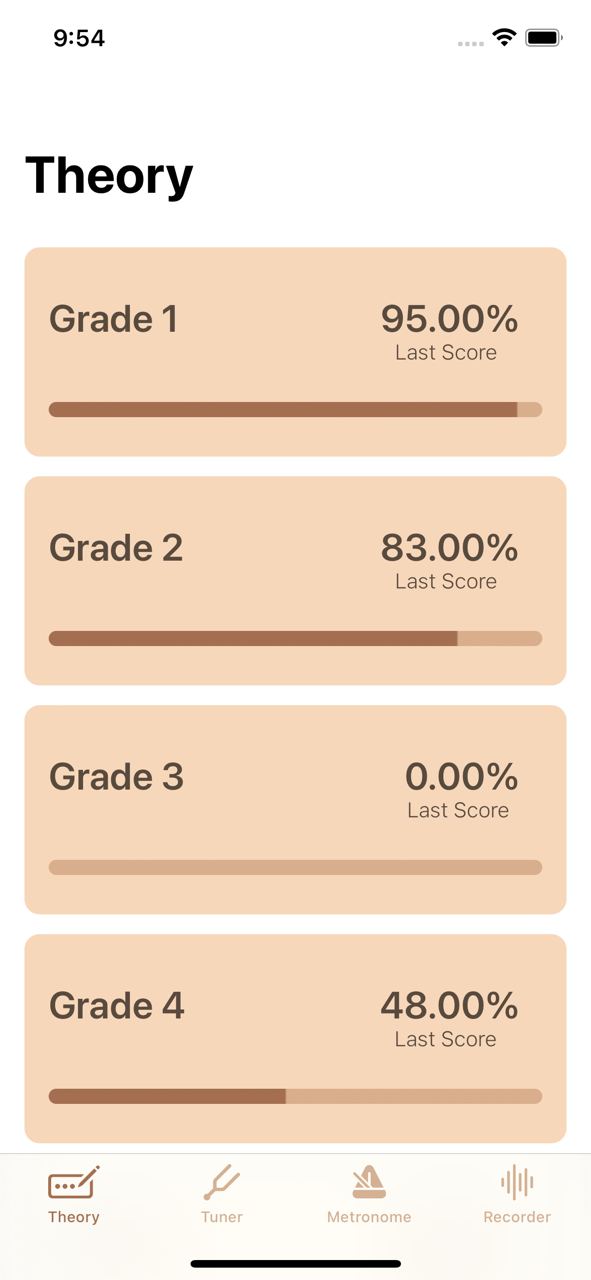 9:54
Theory
Grade 1
95.00%
Last Score
Grade 2
83.00%
Last Score
Grade 3
0.00%
Last Score
Grade 4
48.00%
Last Score
Theory
Tuner
Metronome
Recorder